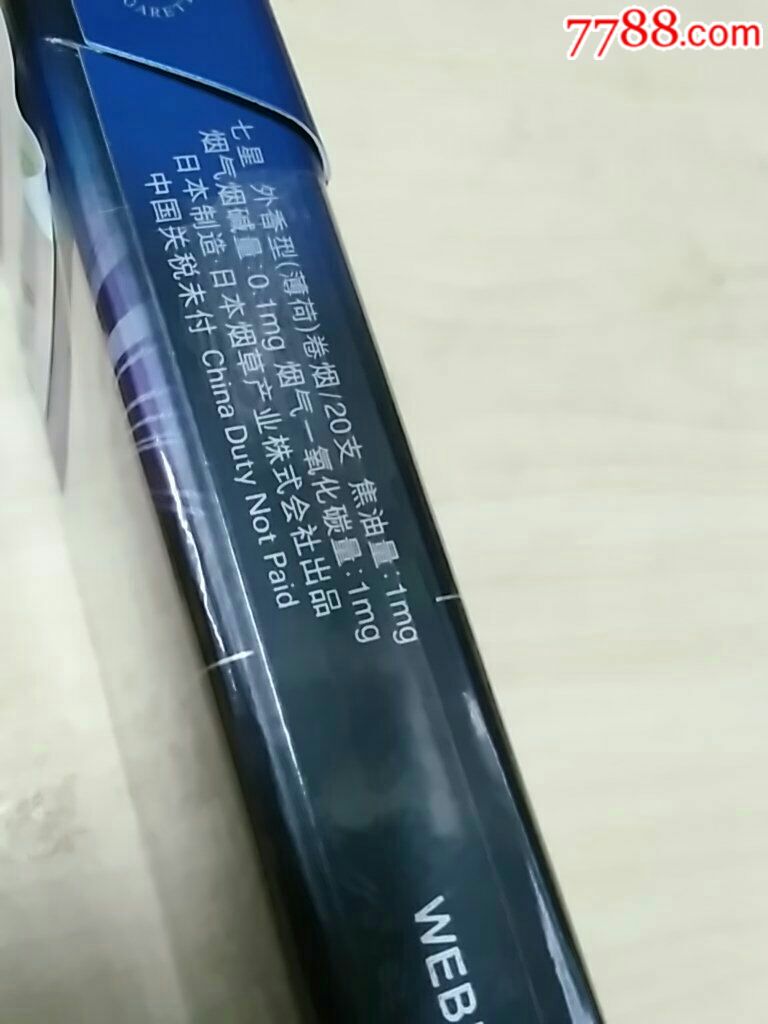 7788.com
七星 外香型(薄荷)卷烟/20支 焦油量:1mg
烟气烟碱量:0.1mg 烟气一氧化碳量:1mg
日本制造·日本烟草产业株式会社出品
中国关税未付 China Duty Not Paid